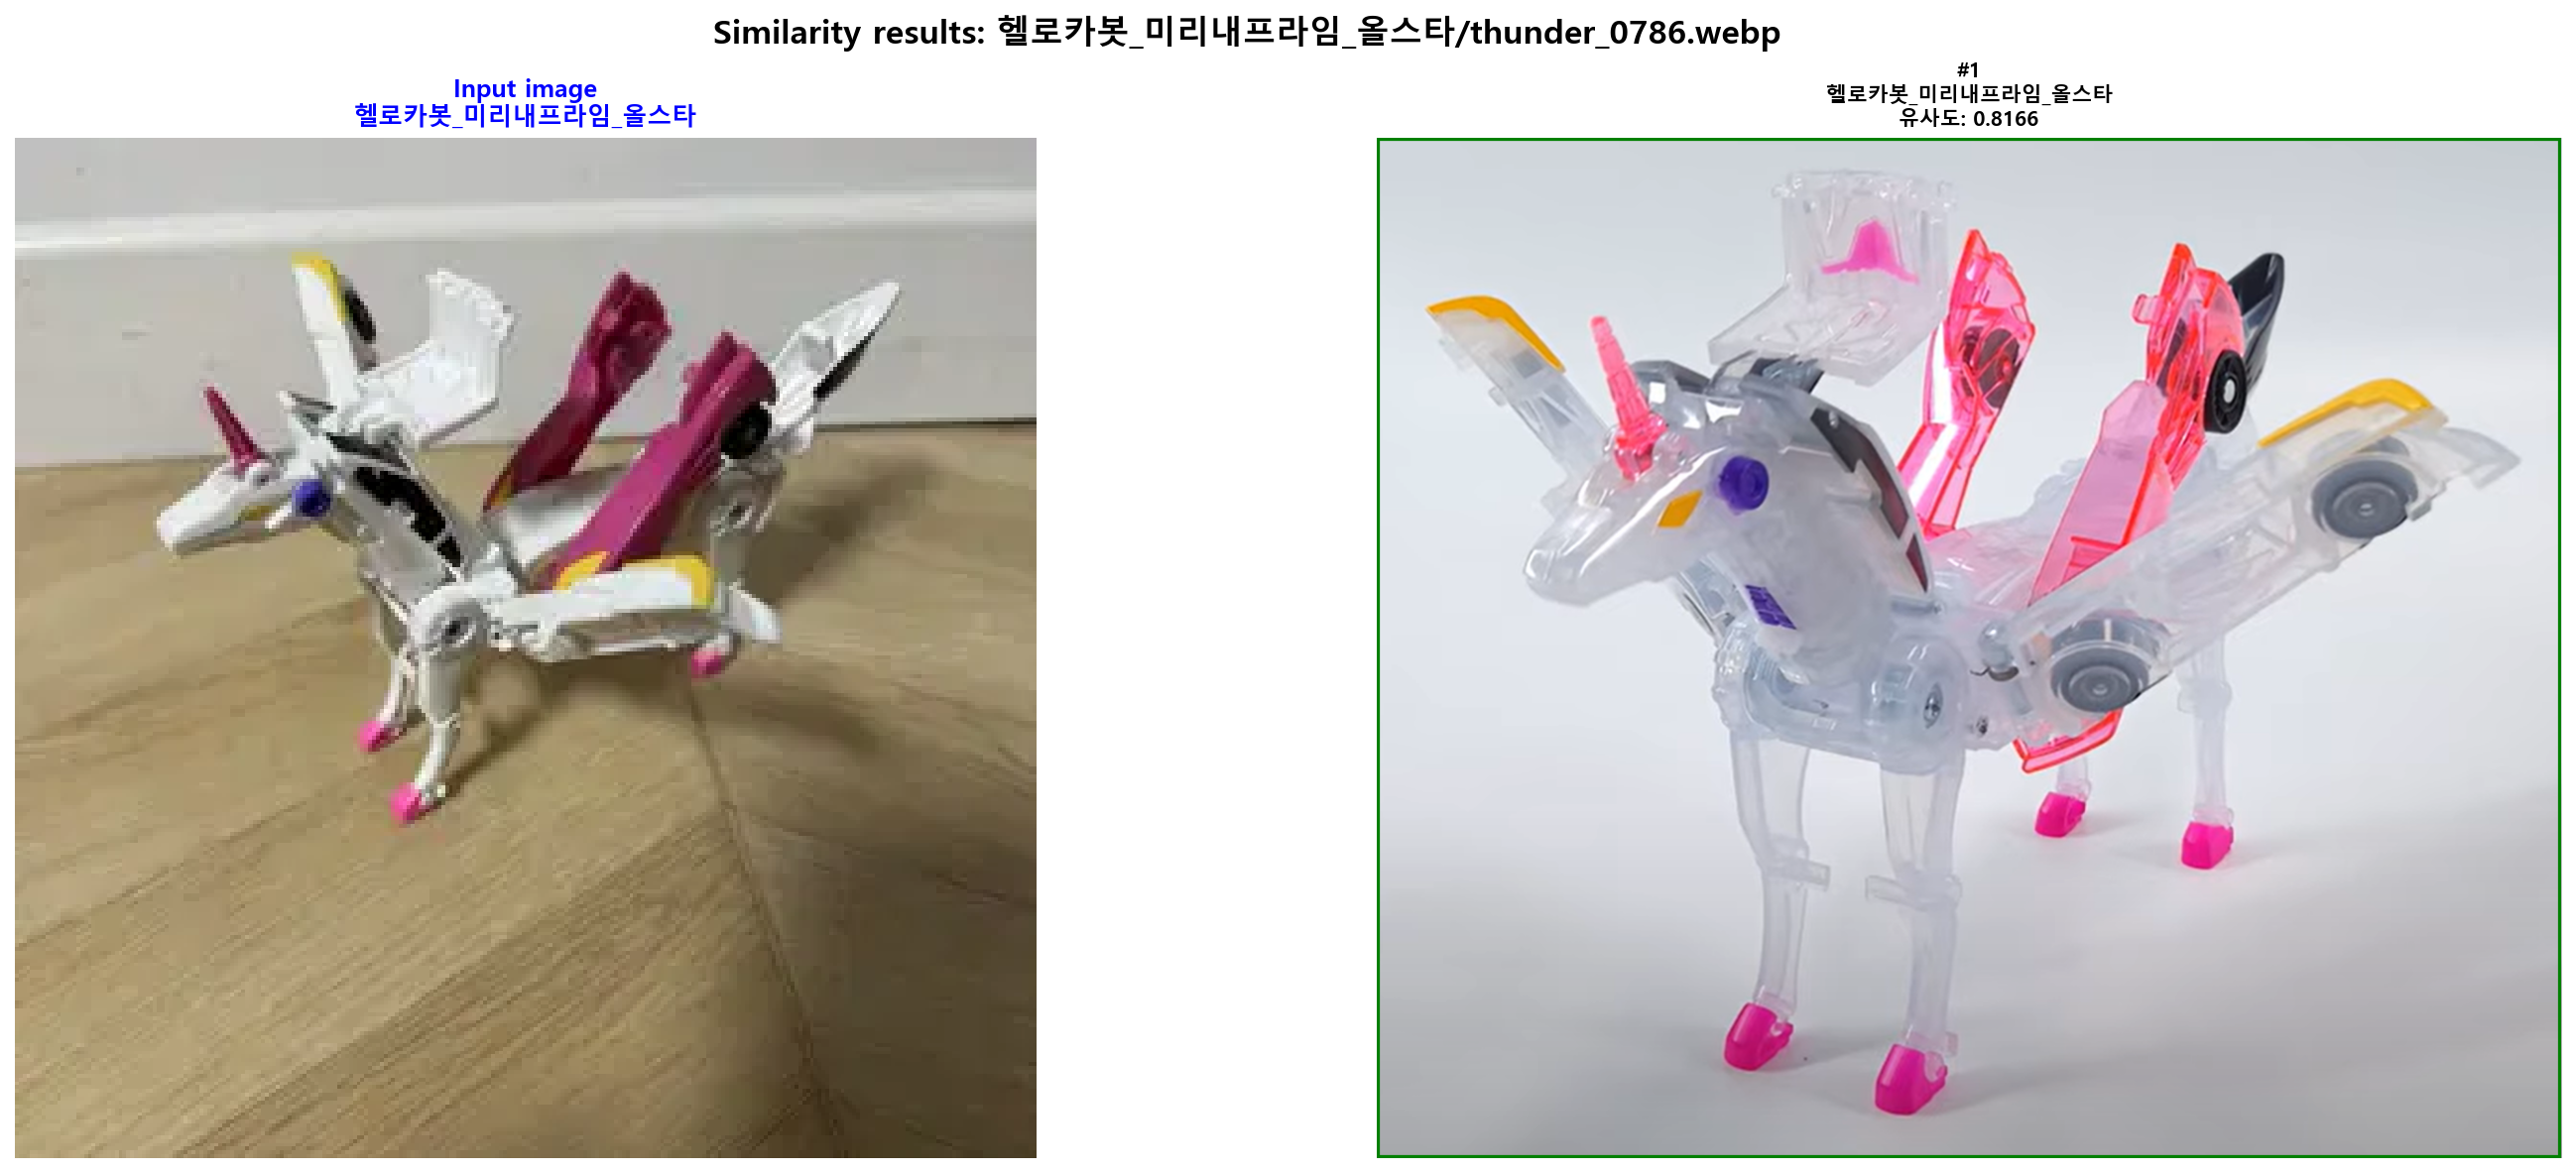 Similarity results: 헬로카봇_미리내프라임_올스타/thunder_0786.webp
Input image
헬로카봇_미리내프라임_올스타
#1
헬로카봇_미리내프라임_올스타
유사도: 0.8166